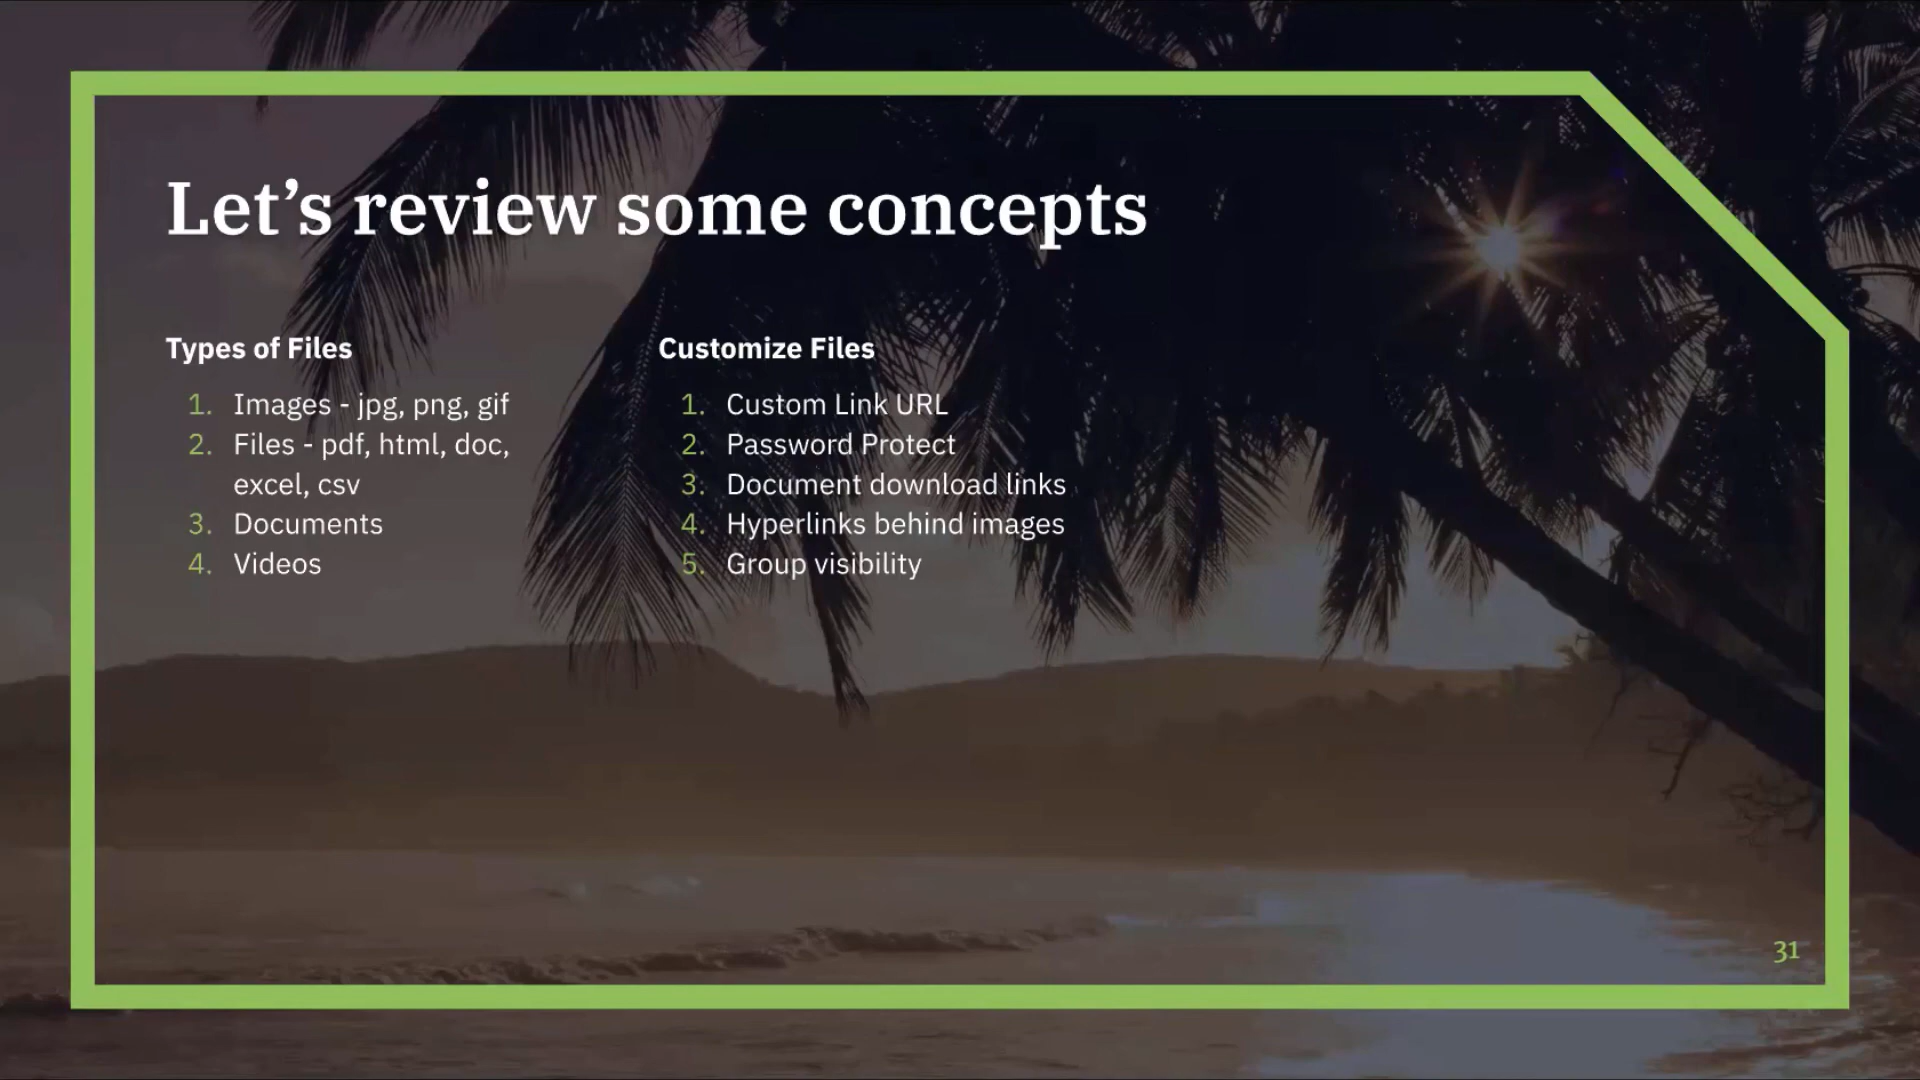 Let’s review some concepts
Types of Files
1. Images - jpg, png, gif
2. Files - pdf, html, doc,
excel, csv
3. Documents
4. Videos
Customize Files
1. Custom Link URL
2. Password Protect
3. Document download links
4. Hyperlinks behind images
5. Group visibility
31